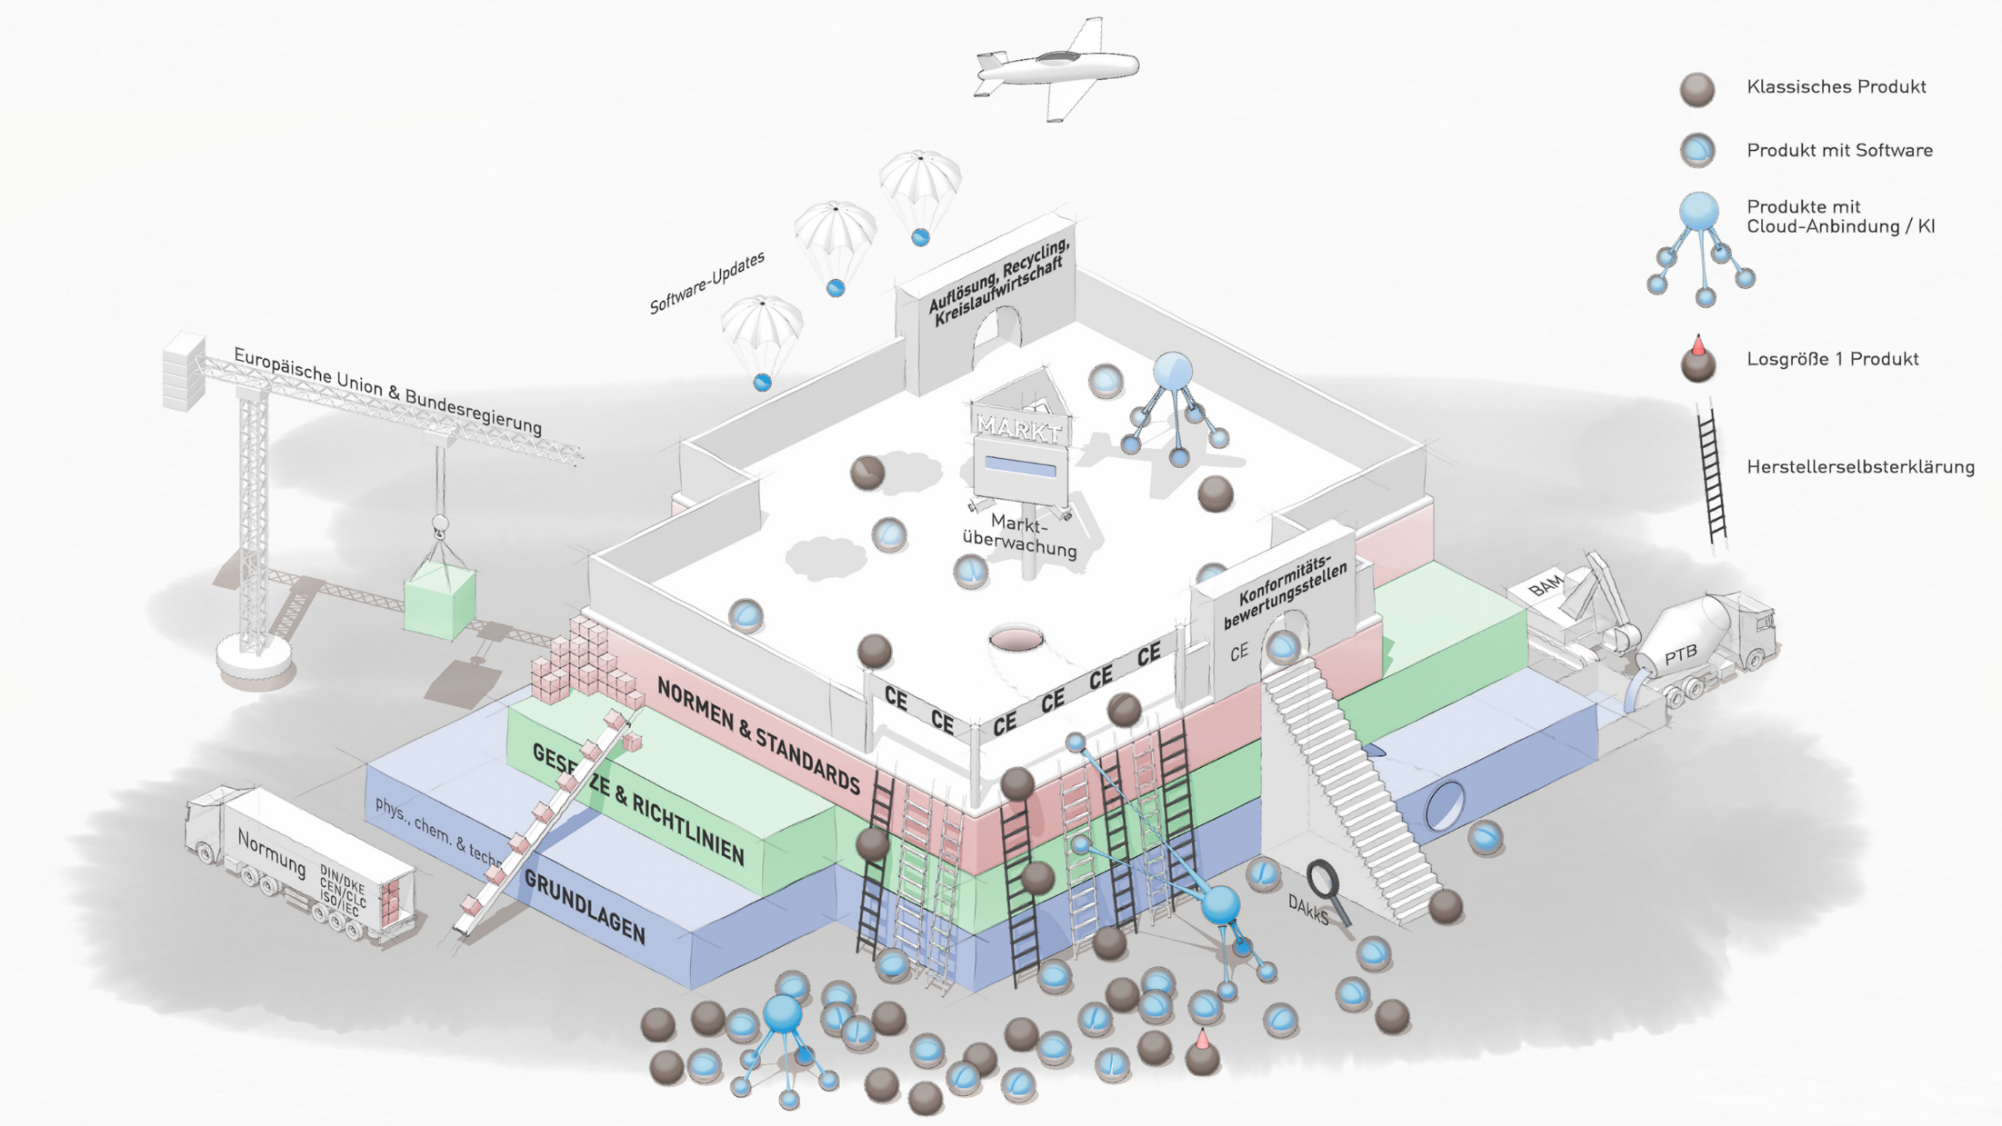 Klassisches Produkt
Produkt mit Software
Produkte mit
Cloud-Anbindung / KI
Losgröße 1 Produkt
Herstellerselbsterklärung
Software-Updates
Auflösung, Recycling,
Kreislaufwirtschaft
Europäische Union & Bundesregierung
MARKT
Markt-
überwachung
Konformitäts-
bewertungsstellen
CE
CE
CE
CE
CE
CE
CE
BAM
PTB
NORMEN & STANDARDS
GESETZE & RICHTLINIEN
phys., chem. & techn
GRUNDLAGEN
Normung
DIN/DKE
CEN/CLC
ISO/IEC
DAkkS